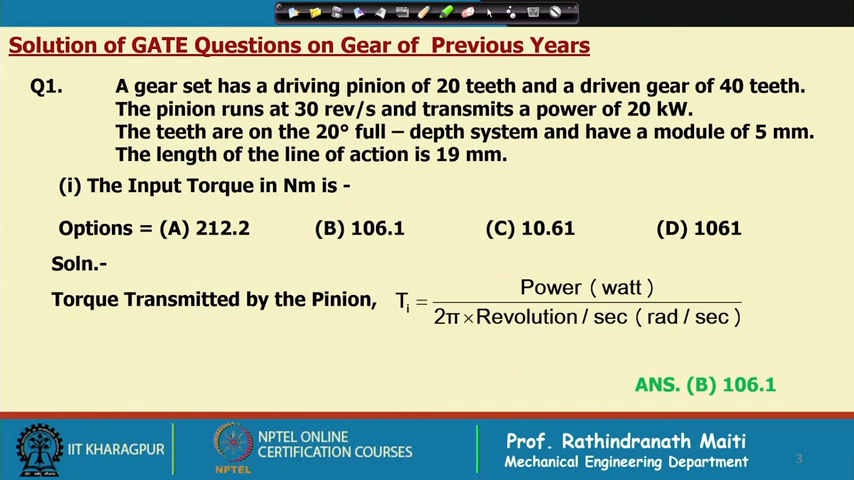 Solution of GATE Questions on Gear of Previous Years
Q1. A gear set has a driving pinion of 20 teeth and a driven gear of 40 teeth.
The pinion runs at 30 rev/s and transmits a power of 20 kW.
The teeth are on the 20° full – depth system and have a module of 5 mm.
The length of the line of action is 19 mm.
(i) The Input Torque in Nm is -
Options = (A) 212.2 (B) 106.1 (C) 10.61 (D) 1061
Soln.-
Torque Transmitted by the Pinion, Ti = Power ( watt ) / 2π × Revolution / sec ( rad / sec )
ANS. (B) 106.1
IIT KHARAGPUR
NPTEL
NPTEL ONLINE
CERTIFICATION COURSES
Prof. Rathindranath Maiti
Mechanical Engineering Department
3